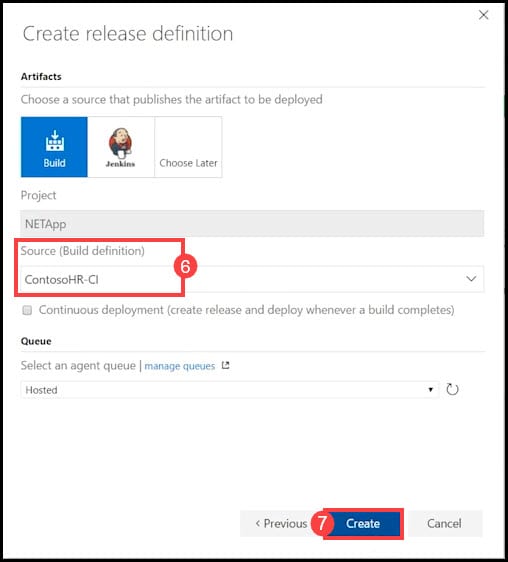 Create release definition
Artifacts
Choose a source that publishes the artifact to be deployed
Build
Jenkins
Choose Later
Project
NETApp
Source (Build definition)
6
ContosoHR-CI
Continuous deployment (create release and deploy whenever a build completes)
Queue
Select an agent queue | manage queues
Hosted
< Previous
7
Create
Cancel